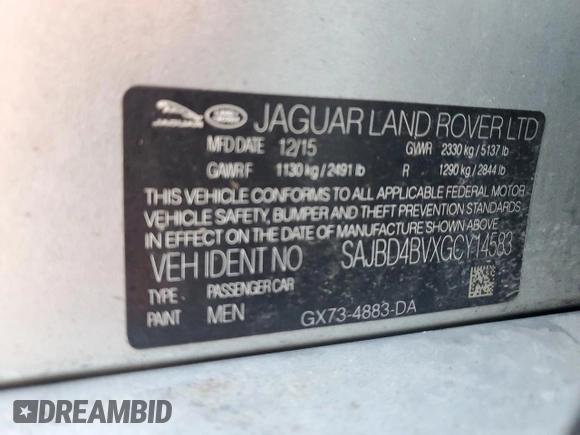 JAGUAR
LAND ROVER
JAGUAR LAND ROVER LTD
MFD DATE 12/15 GVWR 2330 kg / 5137 lb
GAWR F 1130 kg / 2491 lb R 1290 kg / 2844 lb
THIS VEHICLE CONFORMS TO ALL APPLICABLE FEDERAL MOTOR
VEHICLE SAFETY, BUMPER AND THEFT PREVENTION STANDARDS
IN EFFECT ON THE DATE OF MANUFACTURE SHOWN ABOVE.
VEH IDENT NO SAJBD4BVXGCY14583
TYPE PASSENGER CAR
PAINT MEN
GX73-4883-DA
DREAMBID